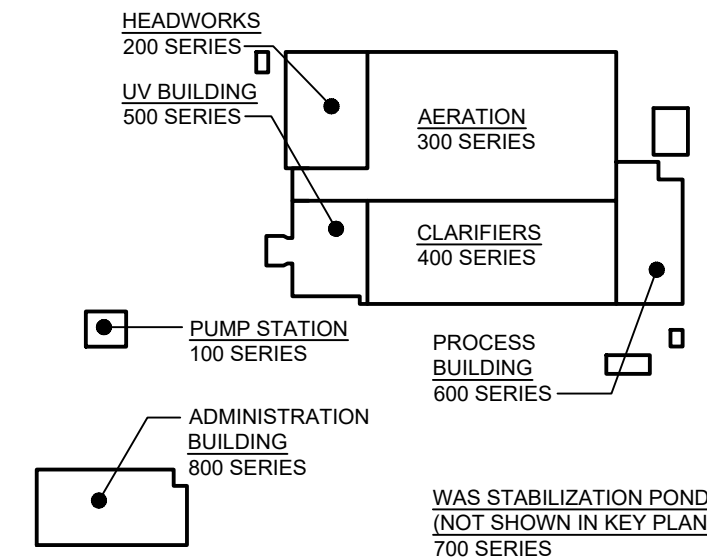 HEADWORKS
200 SERIES
UV BUILDING
500 SERIES
AERATION
300 SERIES
CLARIFIERS
400 SERIES
PUMP STATION
100 SERIES
PROCESS
BUILDING
600 SERIES
ADMINISTRATION
BUILDING
800 SERIES
WAS STABILIZATION POND
(NOT SHOWN IN KEY PLAN
700 SERIES